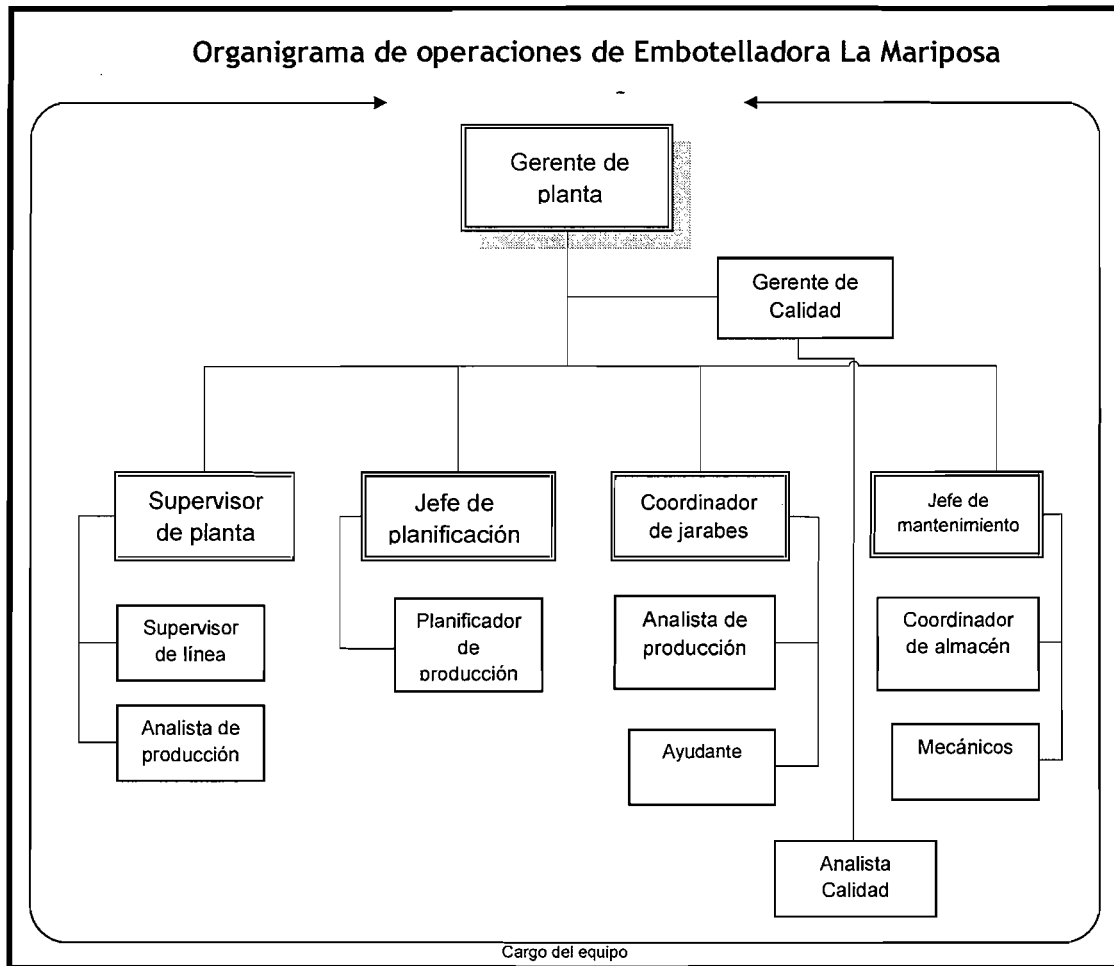 Organigrama de operaciones de Embotelladora La Mariposa
Gerente de
planta
Gerente de
Calidad
Supervisor
de planta
Jefe de
planificación
Coordinador
de jarabes
Jefe de
mantenimiento
Supervisor
de línea
Planificador
de
producción
Analista de
producción
Coordinador
de almacén
Analista de
producción
Ayudante
Mecánicos
Analista
Calidad
Cargo del equipo